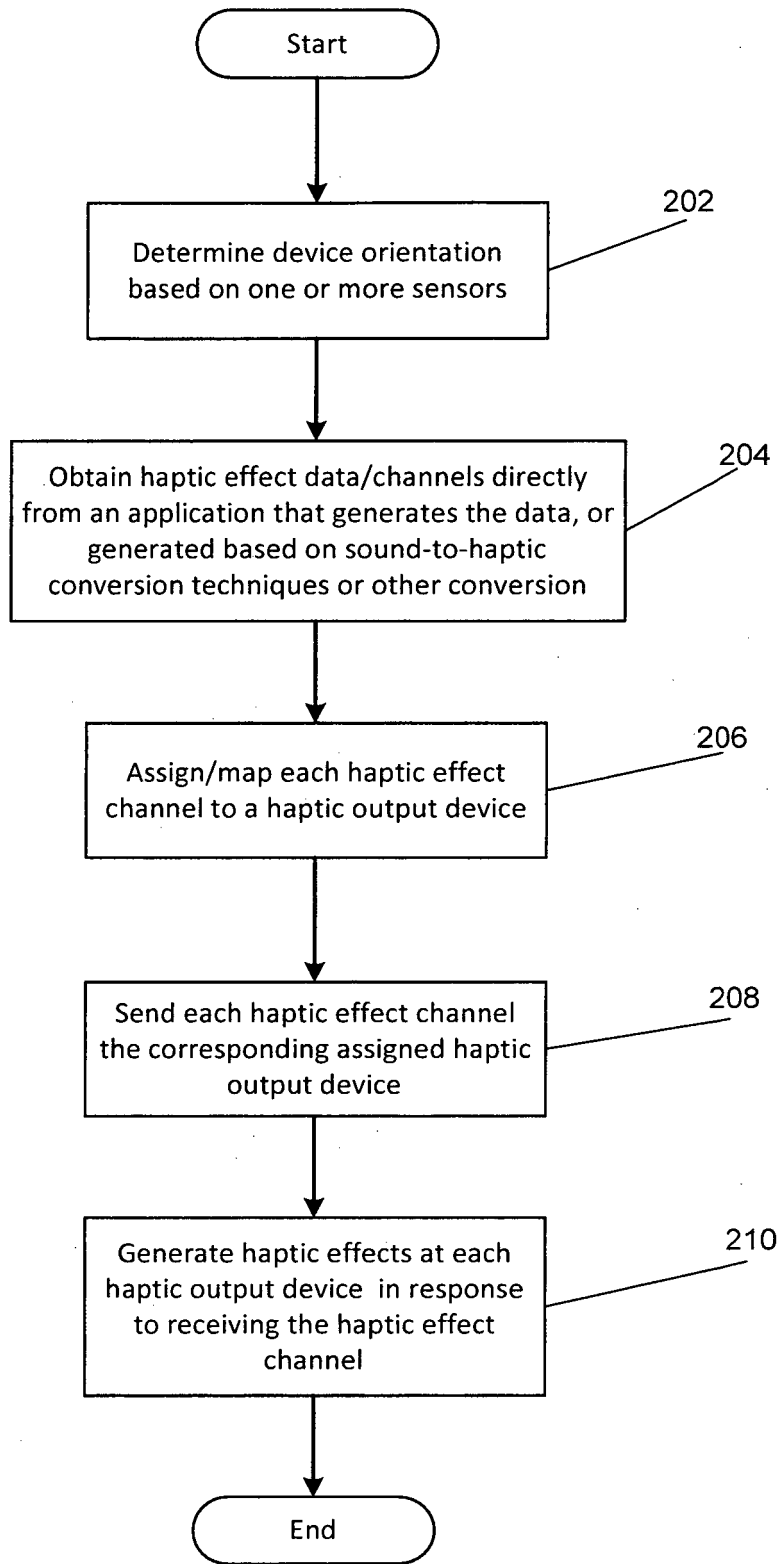 Start
202
Determine device orientation
based on one or more sensors
204
Obtain haptic effect data/channels directly
from an application that generates the data, or
generated based on sound-to-haptic
conversion techniques or other conversion
206
Assign/map each haptic effect
channel to a haptic output device
208
Send each haptic effect channel
the corresponding assigned haptic
output device
210
Generate haptic effects at each
haptic output device in response
to receiving the haptic effect
channel
End